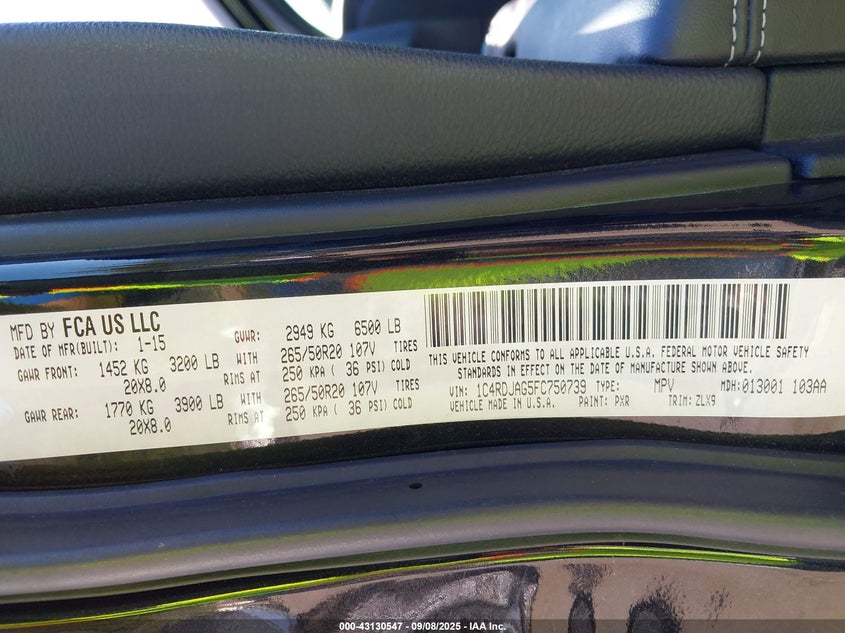 MFD BY FCA US LLC
DATE OF MFR(BUILT): 1-15
GVWR: 2949 KG 6500 LB
GAWR FRONT: 1452 KG 3200 LB WITH 265/50R20 107V TIRES
20X8.0 RIMS AT 250 KPA ( 36 PSI) COLD
GAWR REAR: 1770 KG 3900 LB WITH 265/50R20 107V TIRES
20X8.0 RIMS AT 250 KPA ( 36 PSI) COLD
THIS VEHICLE CONFORMS TO ALL APPLICABLE U.S.A. FEDERAL MOTOR VEHICLE SAFETY
STANDARDS IN EFFECT ON THE DATE OF MANUFACTURE SHOWN ABOVE.
VIN: 1C4RDJAG5FC750739 TYPE: MPV MDH: 013001 103AA
VEHICLE MADE IN U.S.A. PAINT: PXR TRIM: ZLX9
000-43130547 - 09/08/2025 - IAA Inc.